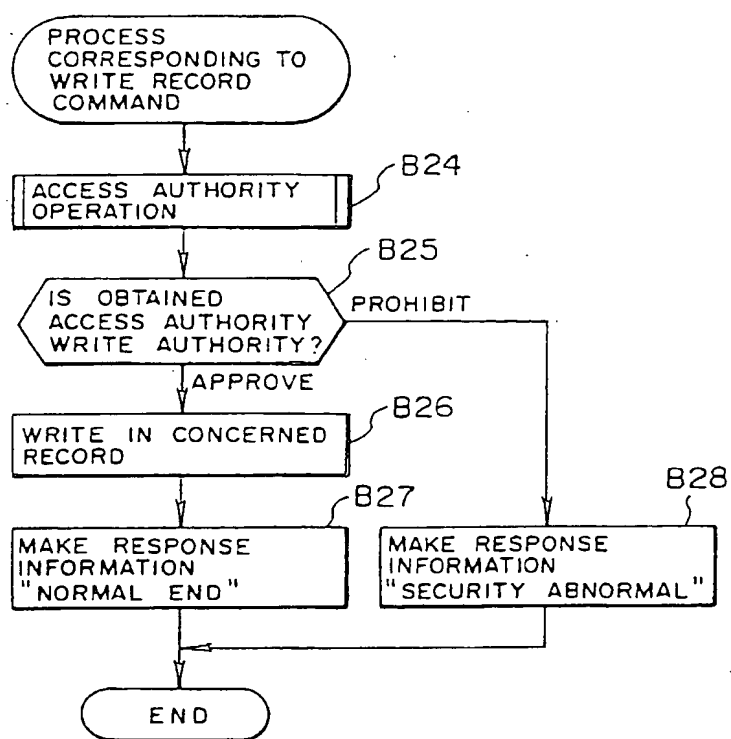 PROCESS
CORRESPONDING TO
WRITE RECORD
COMMAND
B24
ACCESS AUTHORITY
OPERATION
B25
IS OBTAINED
ACCESS AUTHORITY
WRITE AUTHORITY?
PROHIBIT
APPROVE
B26
WRITE IN CONCERNED
RECORD
B27
MAKE RESPONSE
INFORMATION
"NORMAL END"
B28
MAKE RESPONSE
INFORMATION
"SECURITY ABNORMAL"
END